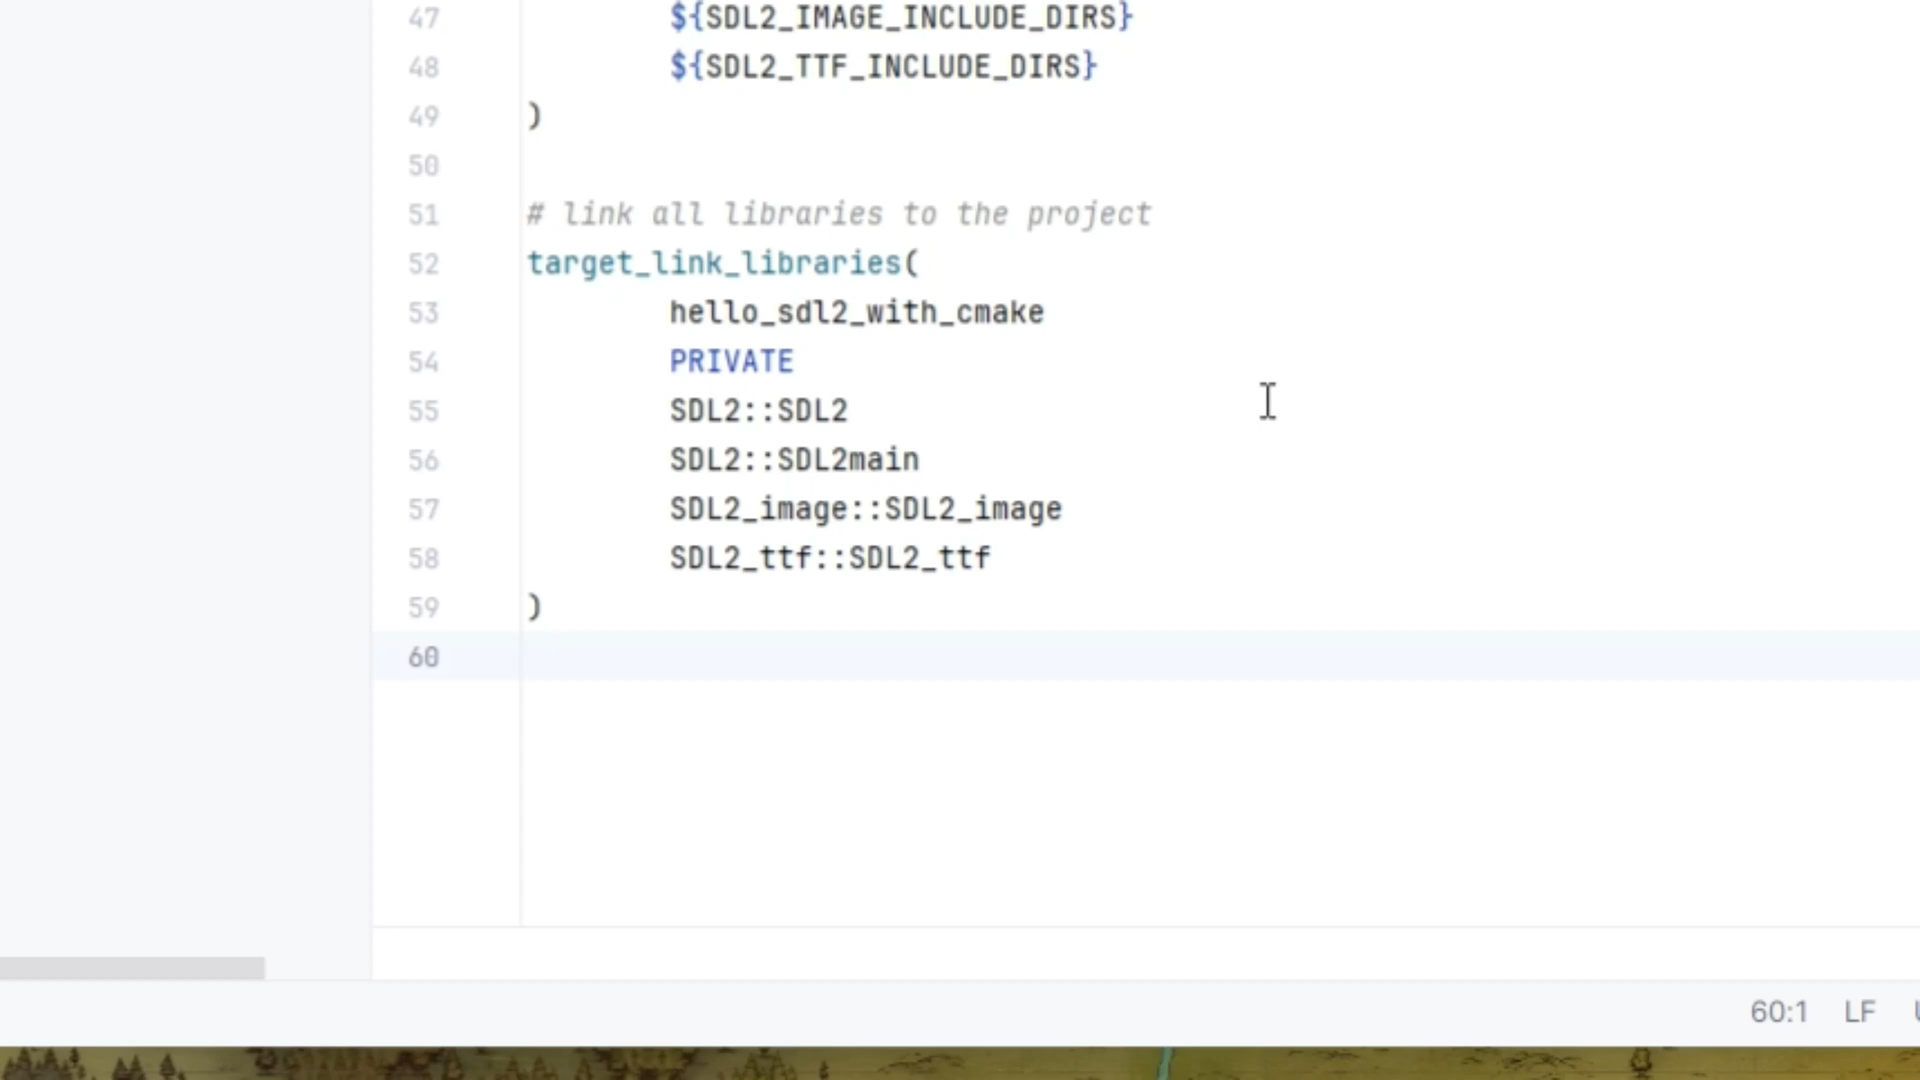 47 ${SDL2_IMAGE_INCLUDE_DIRS}
48 ${SDL2_TTF_INCLUDE_DIRS}
49 )
50
51 # link all libraries to the project
52 target_link_libraries(
53 hello_sdl2_with_cmake
54 PRIVATE
55 SDL2::SDL2
56 SDL2::SDL2main
57 SDL2_image::SDL2_image
58 SDL2_ttf::SDL2_ttf
59 )
60
60:1 LF